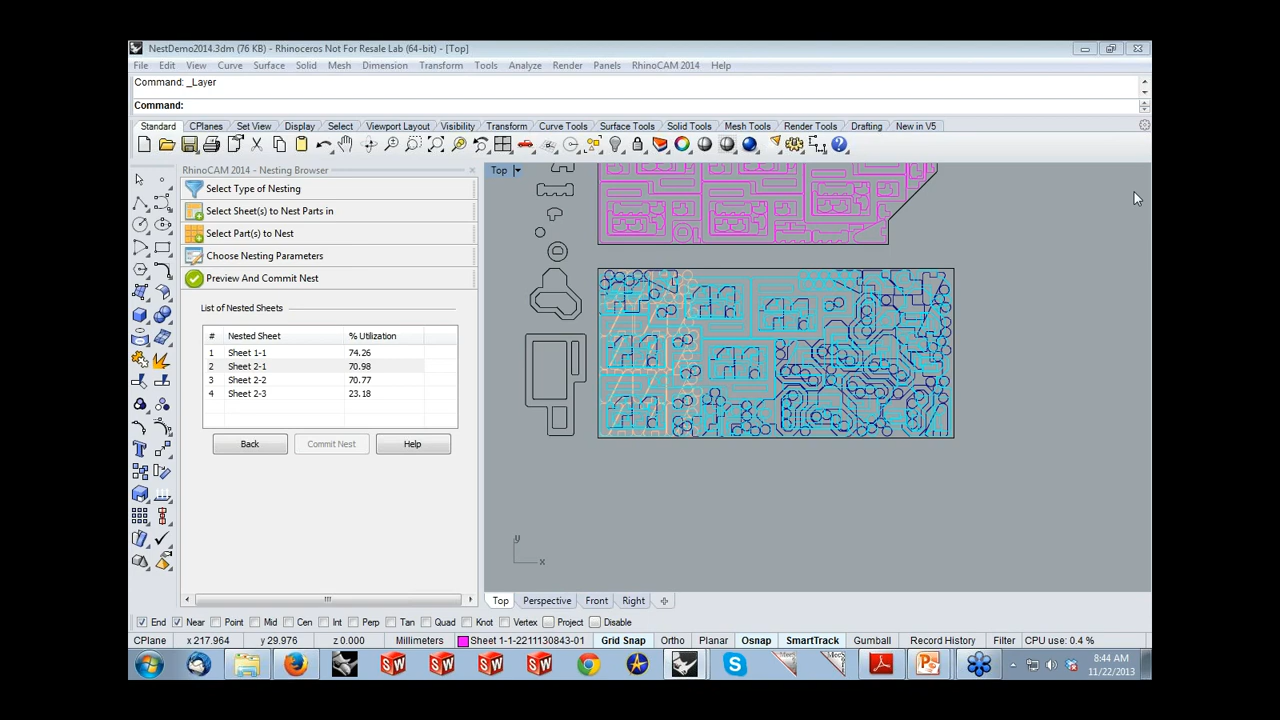 NestDemo2014.3dm (76 KB) - Rhinoceros Not For Resale Lab (64-bit) - [Top]
File Edit View Curve Surface Solid Mesh Dimension Transform Tools Analyze Render Panels RhinoCAM 2014 Help
Command: _Layer
Command:
Standard CPlanes Set View Display Select Viewport Layout Visibility Transform Curve Tools Surface Tools Solid Tools Mesh Tools Render Tools Drafting New in V5
RhinoCAM 2014 - Nesting Browser
Top
Select Type of Nesting
Select Sheet(s) to Nest Parts in
Select Part(s) to Nest
Choose Nesting Parameters
Preview And Commit Nest
List of Nested Sheets
# Nested Sheet % Utilization
1 Sheet 1-1 74.26
2 Sheet 2-1 70.98
3 Sheet 2-2 70.77
4 Sheet 2-3 23.18
Back Commit Nest Help
y
x
Top Perspective Front Right
End Near Point Mid Cen Int Perp Tan Quad Knot Vertex Project Disable
CPlane x 217.964 y 29.976 z 0.000 Millimeters Sheet 1-1-2211130843-01 Grid Snap Ortho Planar Osnap SmartTrack Gumball Record History Filter CPU use: 0.4 %
SW SW SW SW
8:44 AM
11/22/2013